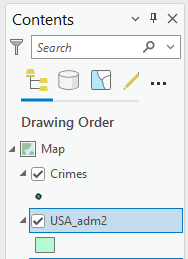 Contents
Search
Drawing Order
Map
Crimes
USA_adm2